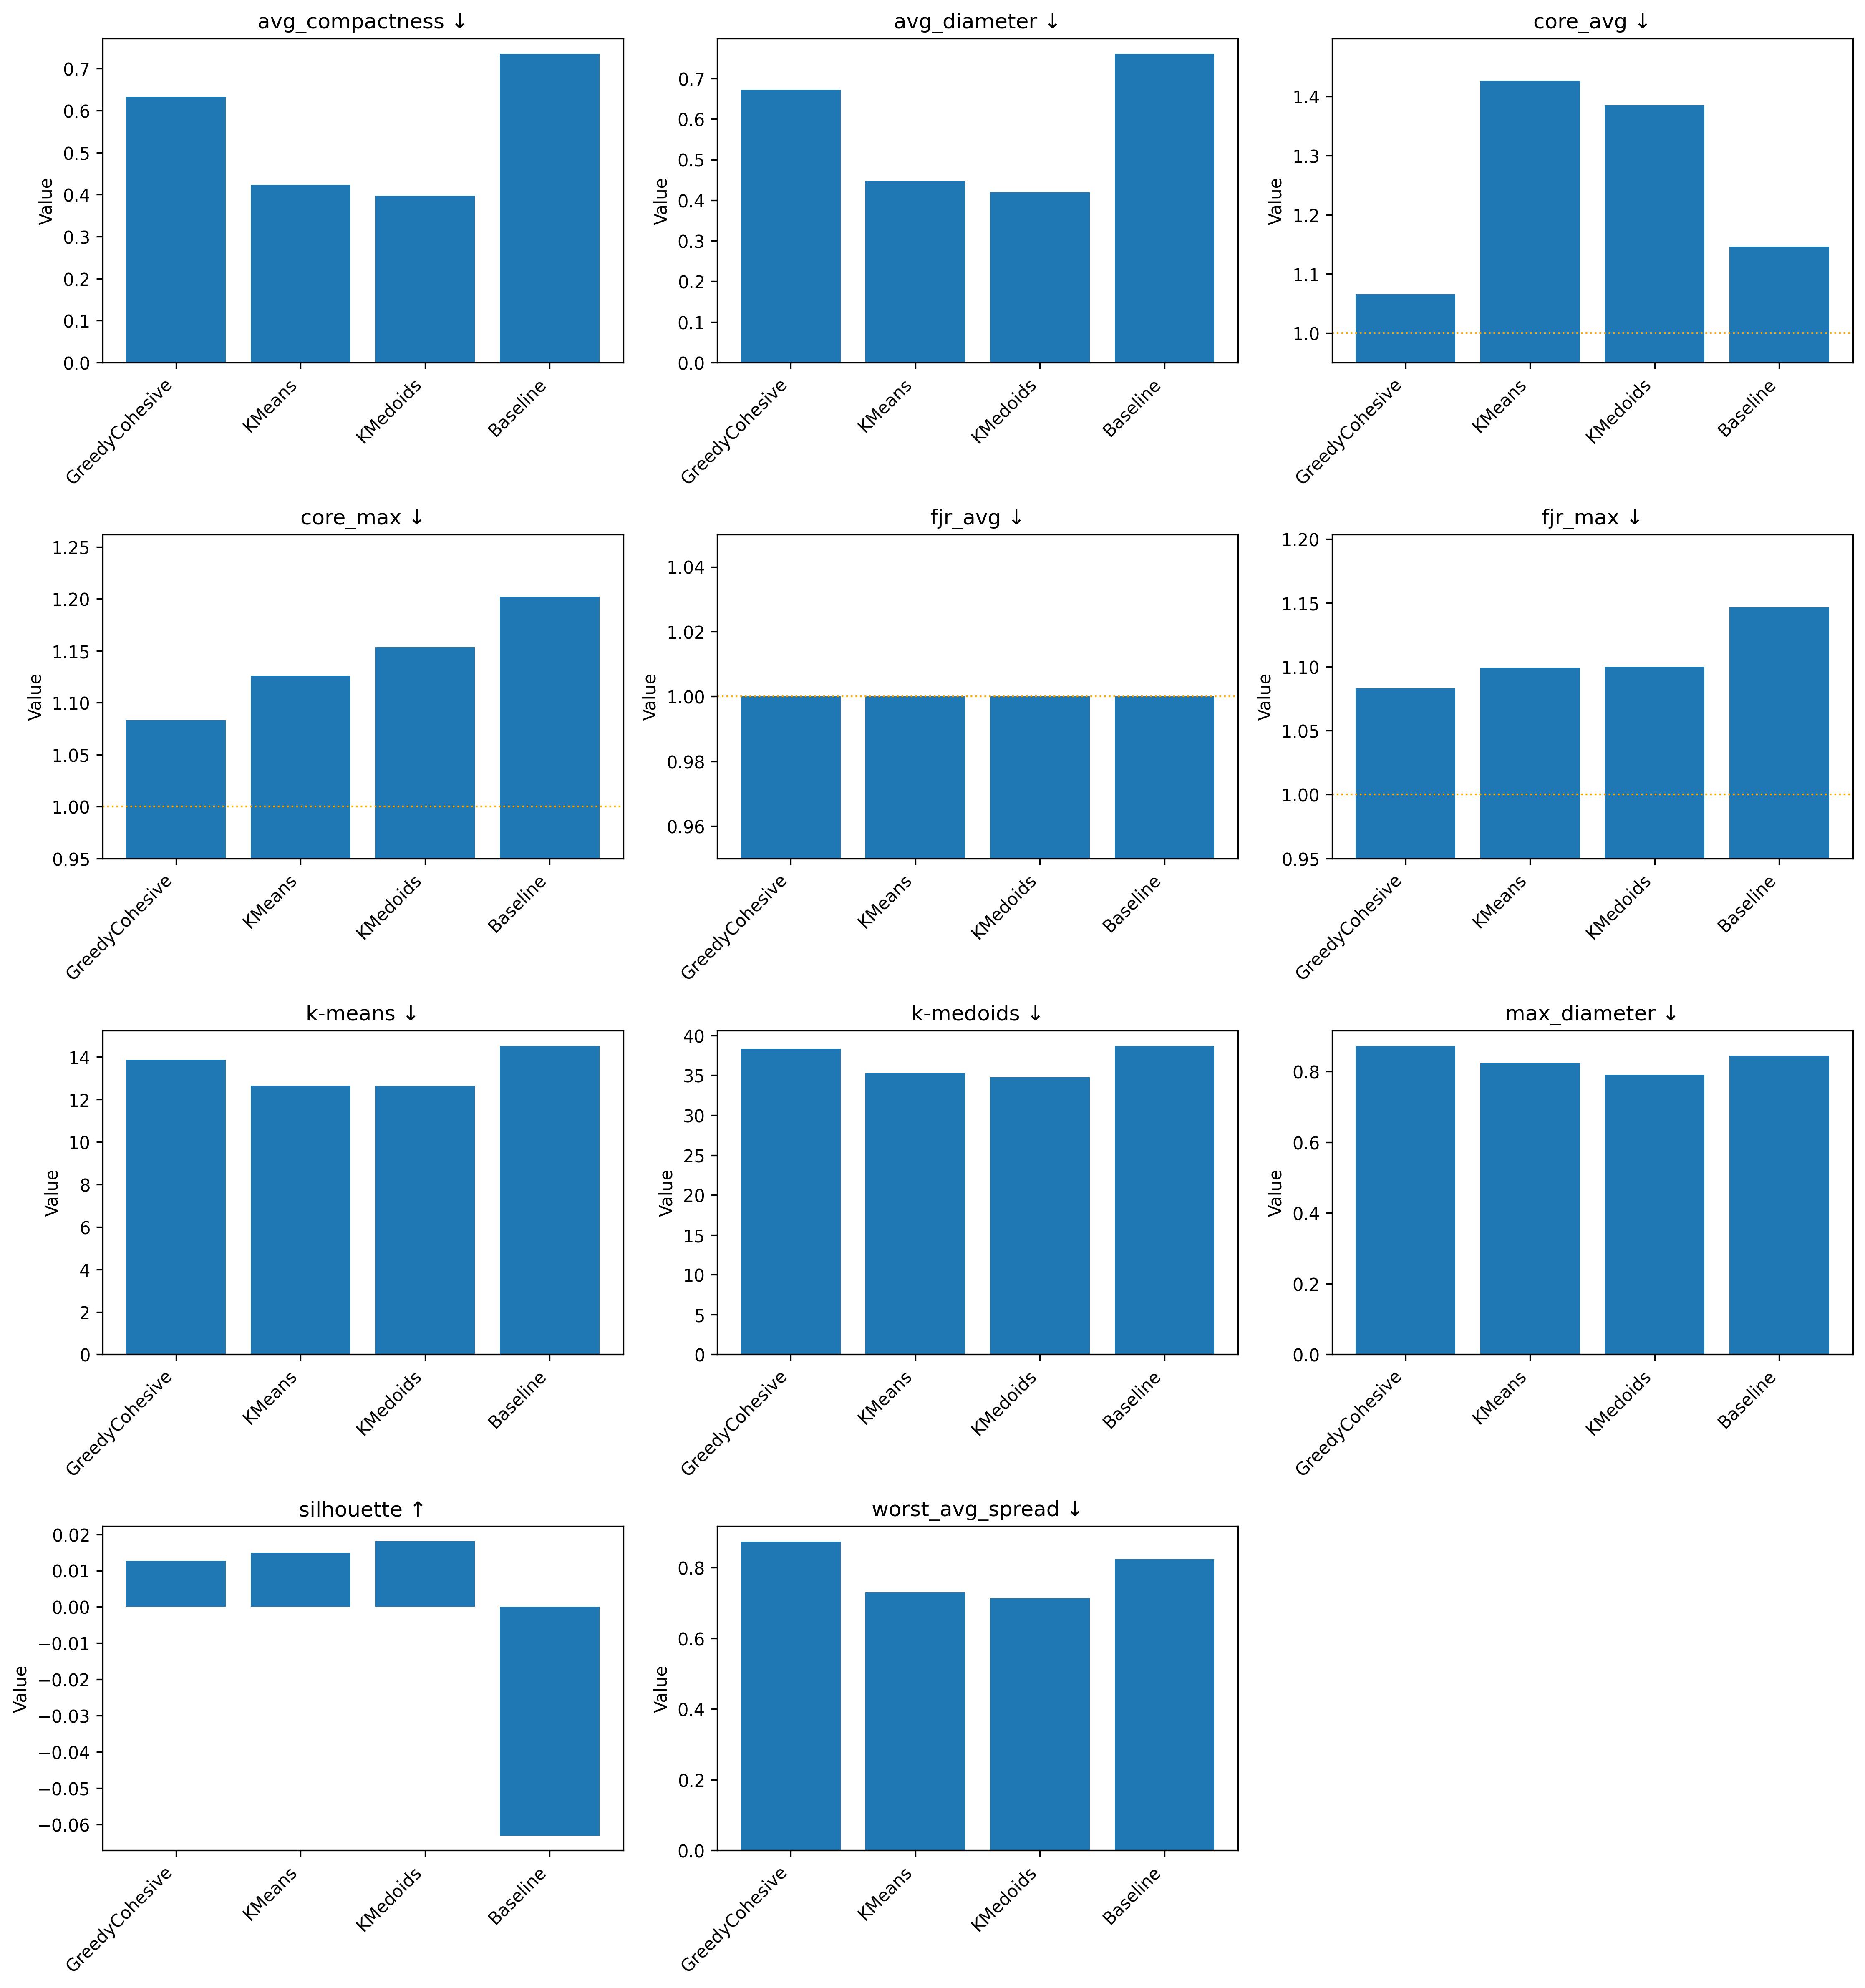 avg_compactness ↓
Value
0.7
0.6
0.5
0.4
0.3
0.2
0.1
0.0
GreedyCohesive
KMeans
KMedoids
Baseline
avg_diameter ↓
Value
0.7
0.6
0.5
0.4
0.3
0.2
0.1
0.0
GreedyCohesive
KMeans
KMedoids
Baseline
core_avg ↓
Value
1.4
1.3
1.2
1.1
1.0
GreedyCohesive
KMeans
KMedoids
Baseline
core_max ↓
Value
1.25
1.20
1.15
1.10
1.05
1.00
0.95
GreedyCohesive
KMeans
KMedoids
Baseline
fjr_avg ↓
Value
1.04
1.02
1.00
0.98
0.96
GreedyCohesive
KMeans
KMedoids
Baseline
fjr_max ↓
Value
1.20
1.15
1.10
1.05
1.00
0.95
GreedyCohesive
KMeans
KMedoids
Baseline
k-means ↓
Value
14
12
10
8
6
4
2
0
GreedyCohesive
KMeans
KMedoids
Baseline
k-medoids ↓
Value
40
35
30
25
20
15
10
5
0
GreedyCohesive
KMeans
KMedoids
Baseline
max_diameter ↓
Value
0.8
0.6
0.4
0.2
0.0
GreedyCohesive
KMeans
KMedoids
Baseline
silhouette ↑
Value
0.02
0.01
0.00
−0.01
−0.02
−0.03
−0.04
−0.05
−0.06
GreedyCohesive
KMeans
KMedoids
Baseline
worst_avg_spread ↓
Value
0.8
0.6
0.4
0.2
0.0
GreedyCohesive
KMeans
KMedoids
Baseline